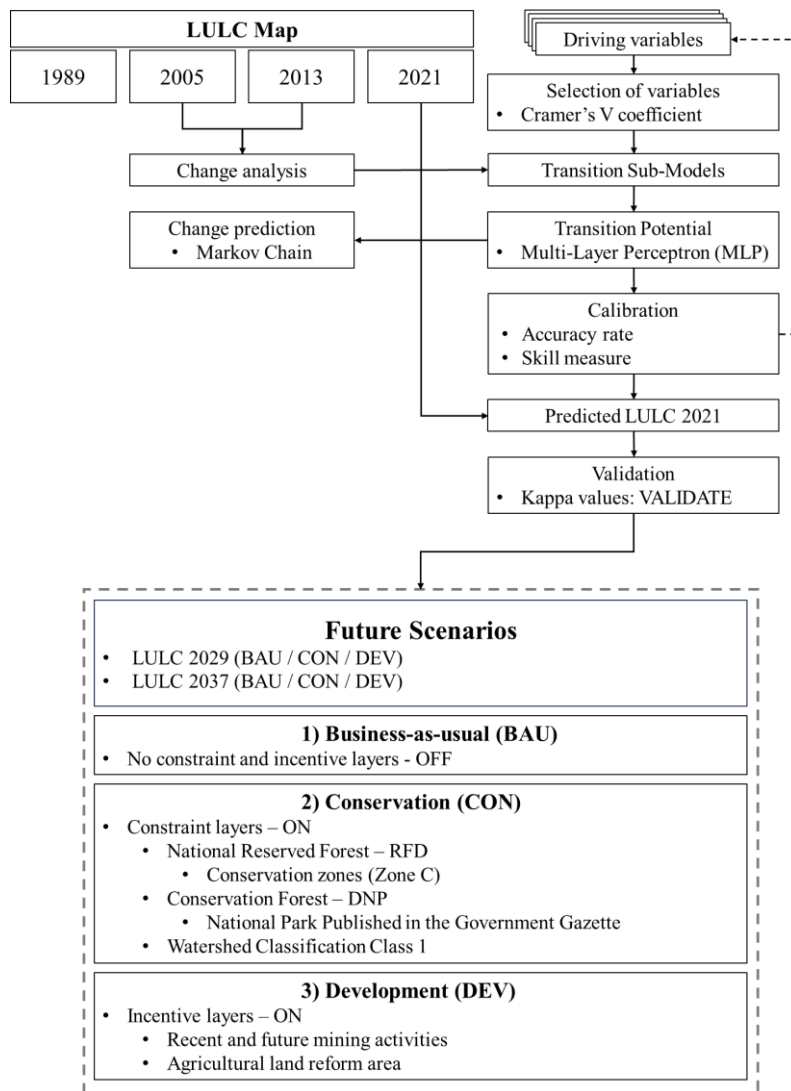 LULC Map
1989
2005
2013
2021
Change analysis
Change prediction
• Markov Chain
Driving variables
Selection of variables
• Cramer's V coefficient
Transition Sub-Models
Transition Potential
• Multi-Layer Perceptron (MLP)
Calibration
• Accuracy rate
• Skill measure
Predicted LULC 2021
Validation
• Kappa values: VALIDATE
Future Scenarios
• LULC 2029 (BAU / CON / DEV)
• LULC 2037 (BAU / CON / DEV)
1) Business-as-usual (BAU)
• No constraint and incentive layers - OFF
2) Conservation (CON)
• Constraint layers – ON
• National Reserved Forest – RFD
• Conservation zones (Zone C)
• Conservation Forest – DNP
• National Park Published in the Government Gazette
• Watershed Classification Class 1
3) Development (DEV)
• Incentive layers – ON
• Recent and future mining activities
• Agricultural land reform area